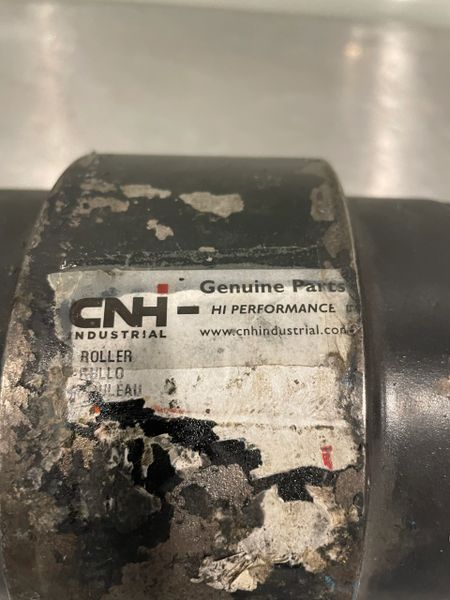 CNH
INDUSTRIAL
Genuine Parts
HI PERFORMANCE
www.cnhindustrial.com
ROLLER
RULLO
ROULEAU